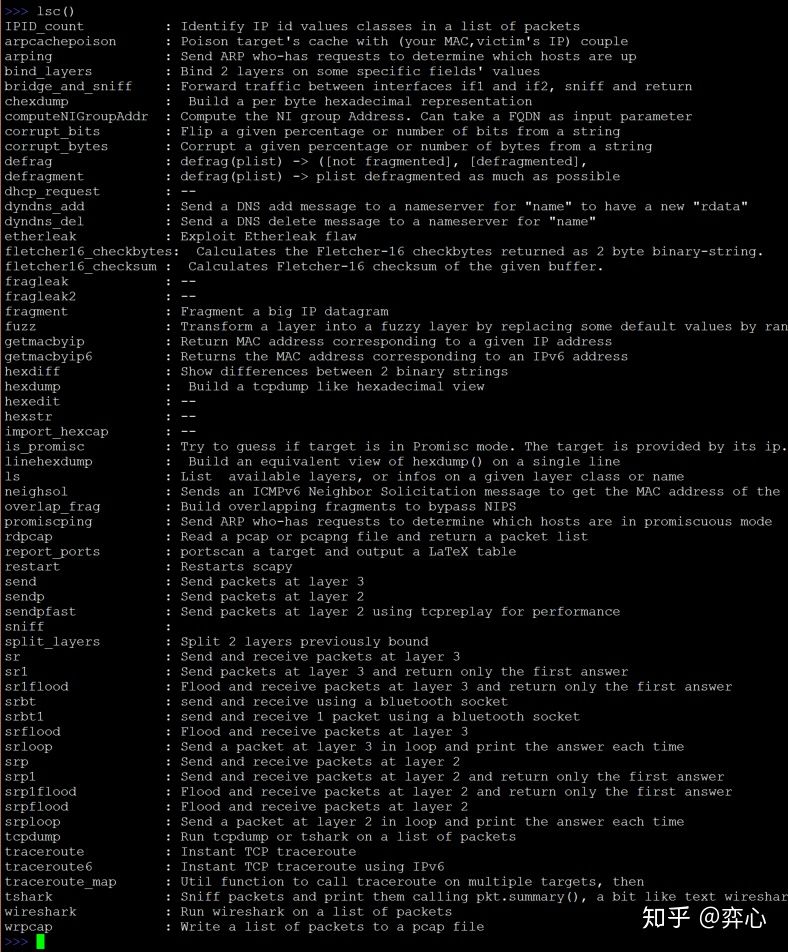 >>> lsc()
IPID_count : Identify IP id values classes in a list of packets
arpcachepoison : Poison target's cache with (your MAC,victim's IP) couple
arping : Send ARP who-has requests to determine which hosts are up
bind_layers : Bind 2 layers on some specific fields' values
bridge_and_sniff : Forward traffic between interfaces if1 and if2, sniff and return
chexdump : Build a per byte hexadecimal representation
computeNIGroupAddr : Compute the NI group Address. Can take a FQDN as input parameter
corrupt_bits : Flip a given percentage or number of bits from a string
corrupt_bytes : Corrupt a given percentage or number of bytes from a string
defrag : defrag(plist) -> ([not fragmented], [defragmented],
defragment : defrag(plist) -> plist defragmented as much as possible
dhcp_request : --
dyndns_add : Send a DNS add message to a nameserver for "name" to have a new "rdata"
dyndns_del : Send a DNS delete message to a nameserver for "name"
etherleak : Exploit Etherleak flaw
fletcher16_checkbytes: Calculates the Fletcher-16 checkbytes returned as 2 byte binary-string.
fletcher16_checksum : Calculates Fletcher-16 checksum of the given buffer.
fragleak : --
fragleak2 : --
fragment : Fragment a big IP datagram
fuzz : Transform a layer into a fuzzy layer by replacing some default values by ran
getmacbyip : Return MAC address corresponding to a given IP address
getmacbyip6 : Returns the MAC address corresponding to an IPv6 address
hexdiff : Show differences between 2 binary strings
hexdump : Build a tcpdump like hexadecimal view
hexedit : --
hexstr : --
import_hexcap : --
is_promisc : Try to guess if target is in Promisc mode. The target is provided by its ip.
linehexdump : Build an equivalent view of hexdump() on a single line
ls : List available layers, or infos on a given layer class or name
neighsol : Sends an ICMPv6 Neighbor Solicitation message to get the MAC address of the
overlap_frag : Build overlapping fragments to bypass NIPS
promiscping : Send ARP who-has requests to determine which hosts are in promiscuous mode
rdpcap : Read a pcap or pcapng file and return a packet list
report_ports : portscan a target and output a LaTeX table
restart : Restarts scapy
send : Send packets at layer 3
sendp : Send packets at layer 2
sendpfast : Send packets at layer 2 using tcpreplay for performance
sniff :
split_layers : Split 2 layers previously bound
sr : Send and receive packets at layer 3
sr1 : Send packets at layer 3 and return only the first answer
sr1flood : Flood and receive packets at layer 3 and return only the first answer
srbt : send and receive using a bluetooth socket
srbt1 : send and receive 1 packet using a bluetooth socket
srflood : Flood and receive packets at layer 3
srloop : Send a packet at layer 3 in loop and print the answer each time
srp : Send and receive packets at layer 2
srp1 : Send and receive packets at layer 2 and return only the first answer
srp1flood : Flood and receive packets at layer 2 and return only the first answer
srpflood : Flood and receive packets at layer 2
srploop : Send a packet at layer 2 in loop and print the answer each time
tcpdump : Run tcpdump or tshark on a list of packets
traceroute : Instant TCP traceroute
traceroute6 : Instant TCP traceroute using IPv6
traceroute_map : Util function to call traceroute on multiple targets, then
tshark : Sniff packets and print them calling pkt.summary(), a bit like text wireshar
wireshark : Run wireshark on a list of packets
wrpcap : Write a list of packets to a pcap file
>>>
知乎 @弈心